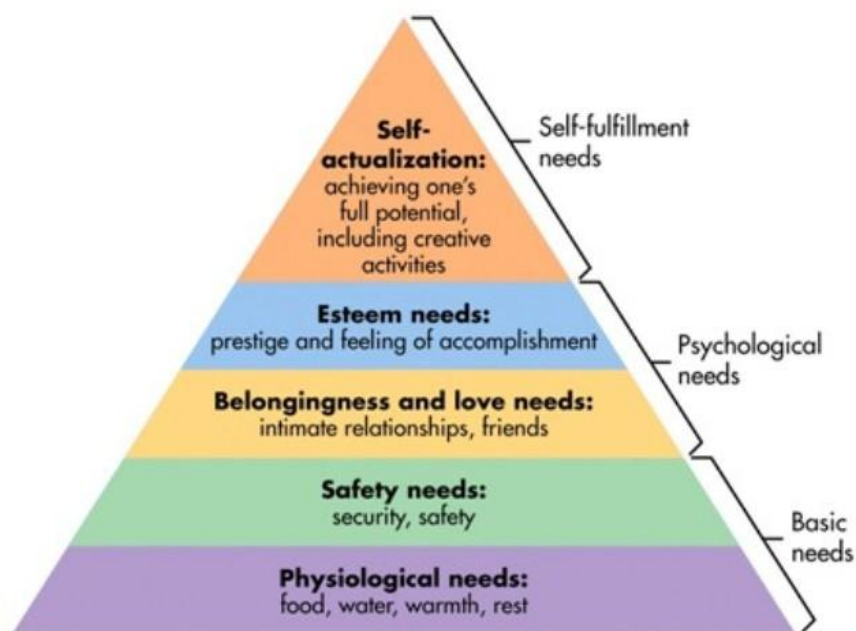 Self-
actualization:
achieving one's
full potential,
including creative
activities
Self-fulfillment
needs
Esteem needs:
prestige and feeling of accomplishment
Belongingness and love needs:
intimate relationships, friends
Psychological
needs
Safety needs:
security, safety
Physiological needs:
food, water, warmth, rest
Basic
needs